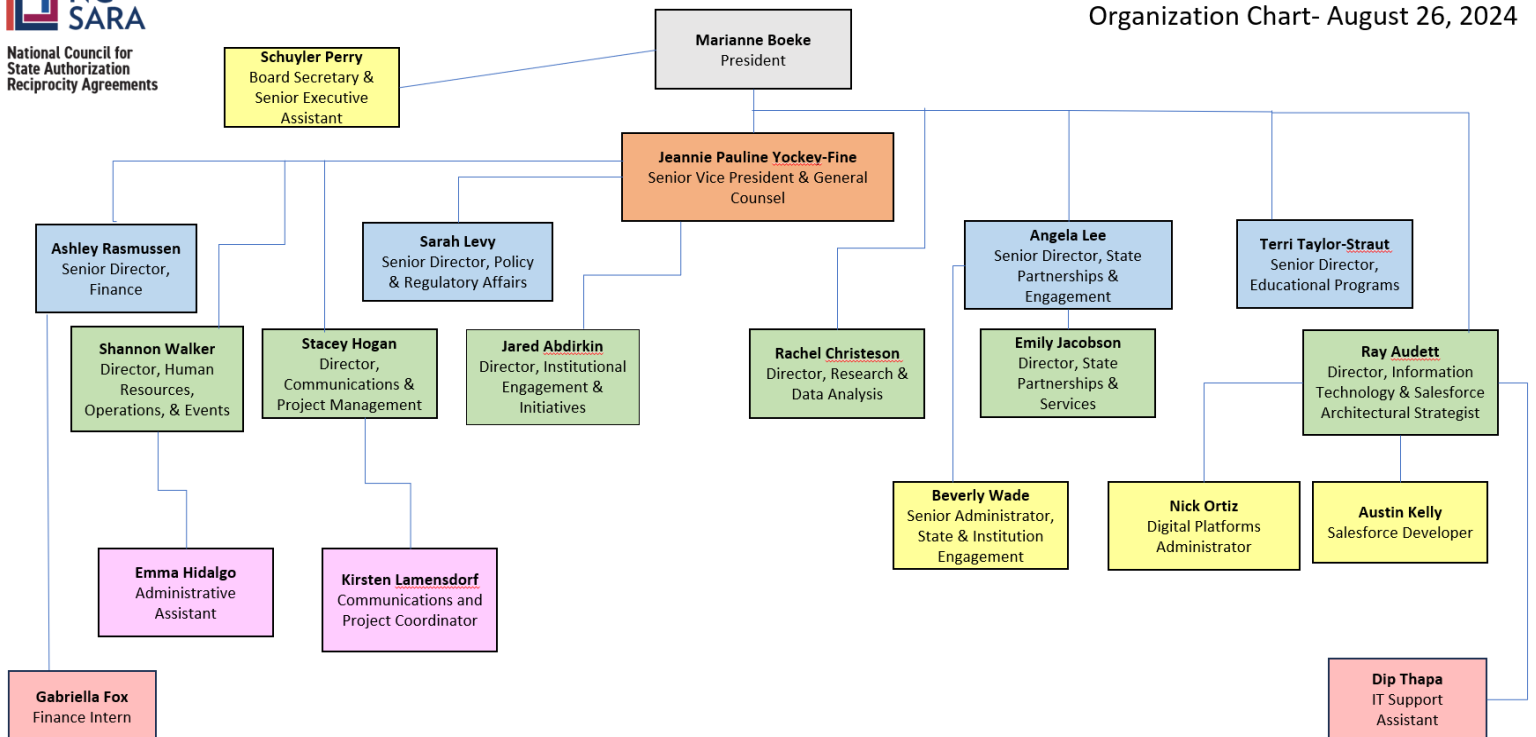 SARA
National Council for
State Authorization
Reciprocity Agreements
Organization Chart- August 26, 2024
Marianne Boeke
President
Schuyler Perry
Board Secretary &
Senior Executive
Assistant
Jeannie Pauline Yockey-Fine
Senior Vice President & General
Counsel
Ashley Rasmussen
Senior Director,
Finance
Sarah Levy
Senior Director, Policy
& Regulatory Affairs
Angela Lee
Senior Director, State
Partnerships &
Engagement
Terri Taylor-Straut
Senior Director,
Educational Programs
Shannon Walker
Director, Human
Resources,
Operations, & Events
Stacey Hogan
Director,
Communications &
Project Management
Jared Abdirkin
Director, Institutional
Engagement &
Initiatives
Rachel Christeson
Director, Research &
Data Analysis
Emily Jacobson
Director, State
Partnerships &
Services
Ray Audett
Director, Information
Technology & Salesforce
Architectural Strategist
Beverly Wade
Senior Administrator,
State & Institution
Engagement
Nick Ortiz
Digital Platforms
Administrator
Austin Kelly
Salesforce Developer
Emma Hidalgo
Administrative
Assistant
Kirsten Lamensdorf
Communications and
Project Coordinator
Gabriella Fox
Finance Intern
Dip Thapa
IT Support
Assistant